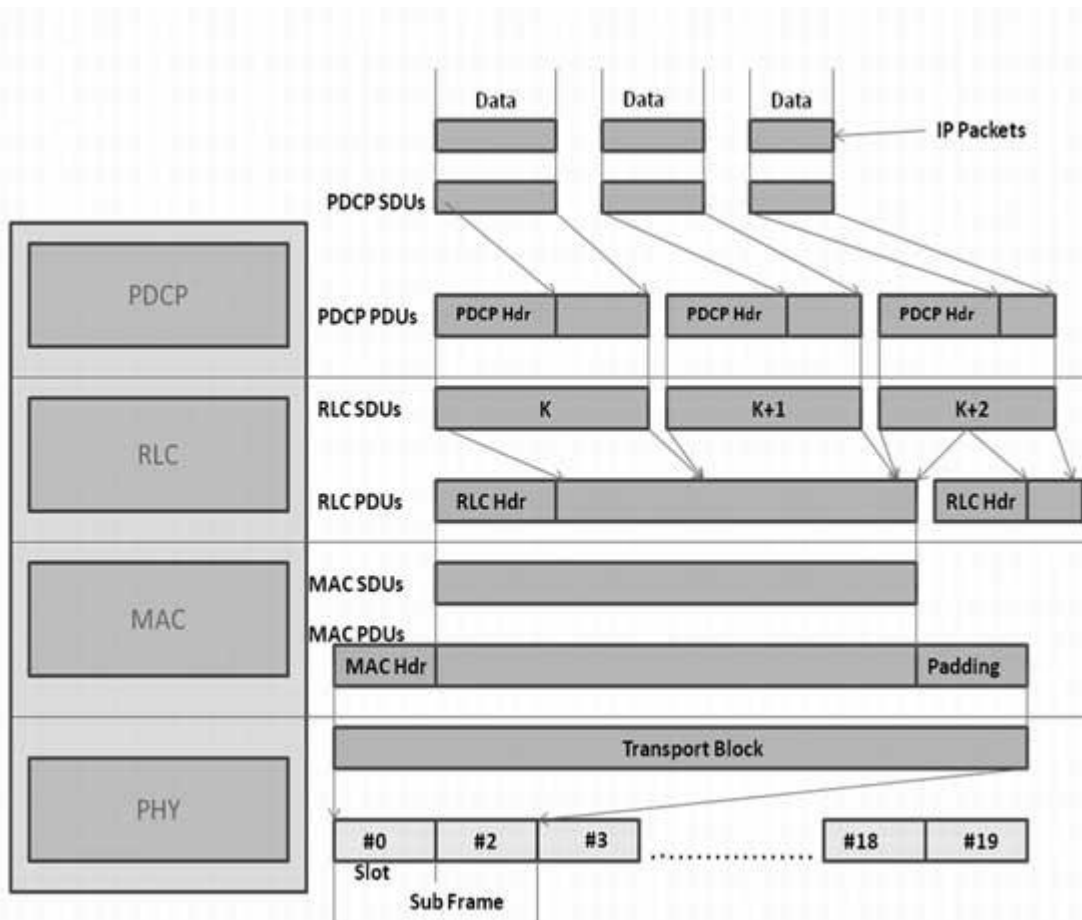 Data Data Data
IP Packets
PDCP SDUs
PDCP
PDCP PDUs PDCP Hdr PDCP Hdr PDCP Hdr
RLC SDUs K K+1 K+2
RLC
RLC PDUs RLC Hdr RLC Hdr
MAC SDUs
MAC
MAC PDUs
MAC Hdr Padding
Transport Block
PHY
#0 #2 #3 #18 #19
Slot
Sub Frame